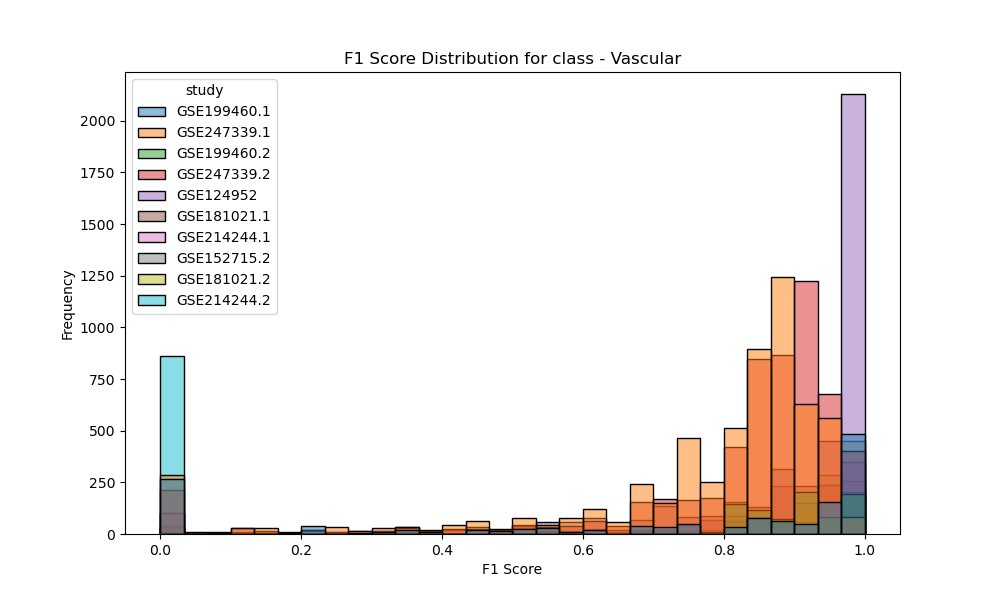 F1 Score Distribution for class - Vascular
study
GSE199460.1
GSE247339.1
GSE199460.2
GSE247339.2
GSE124952
GSE181021.1
GSE214244.1
GSE152715.2
GSE181021.2
GSE214244.2
Frequency
2000
1750
1500
1250
1000
750
500
250
0
0.0 0.2 0.4 0.6 0.8 1.0
F1 Score